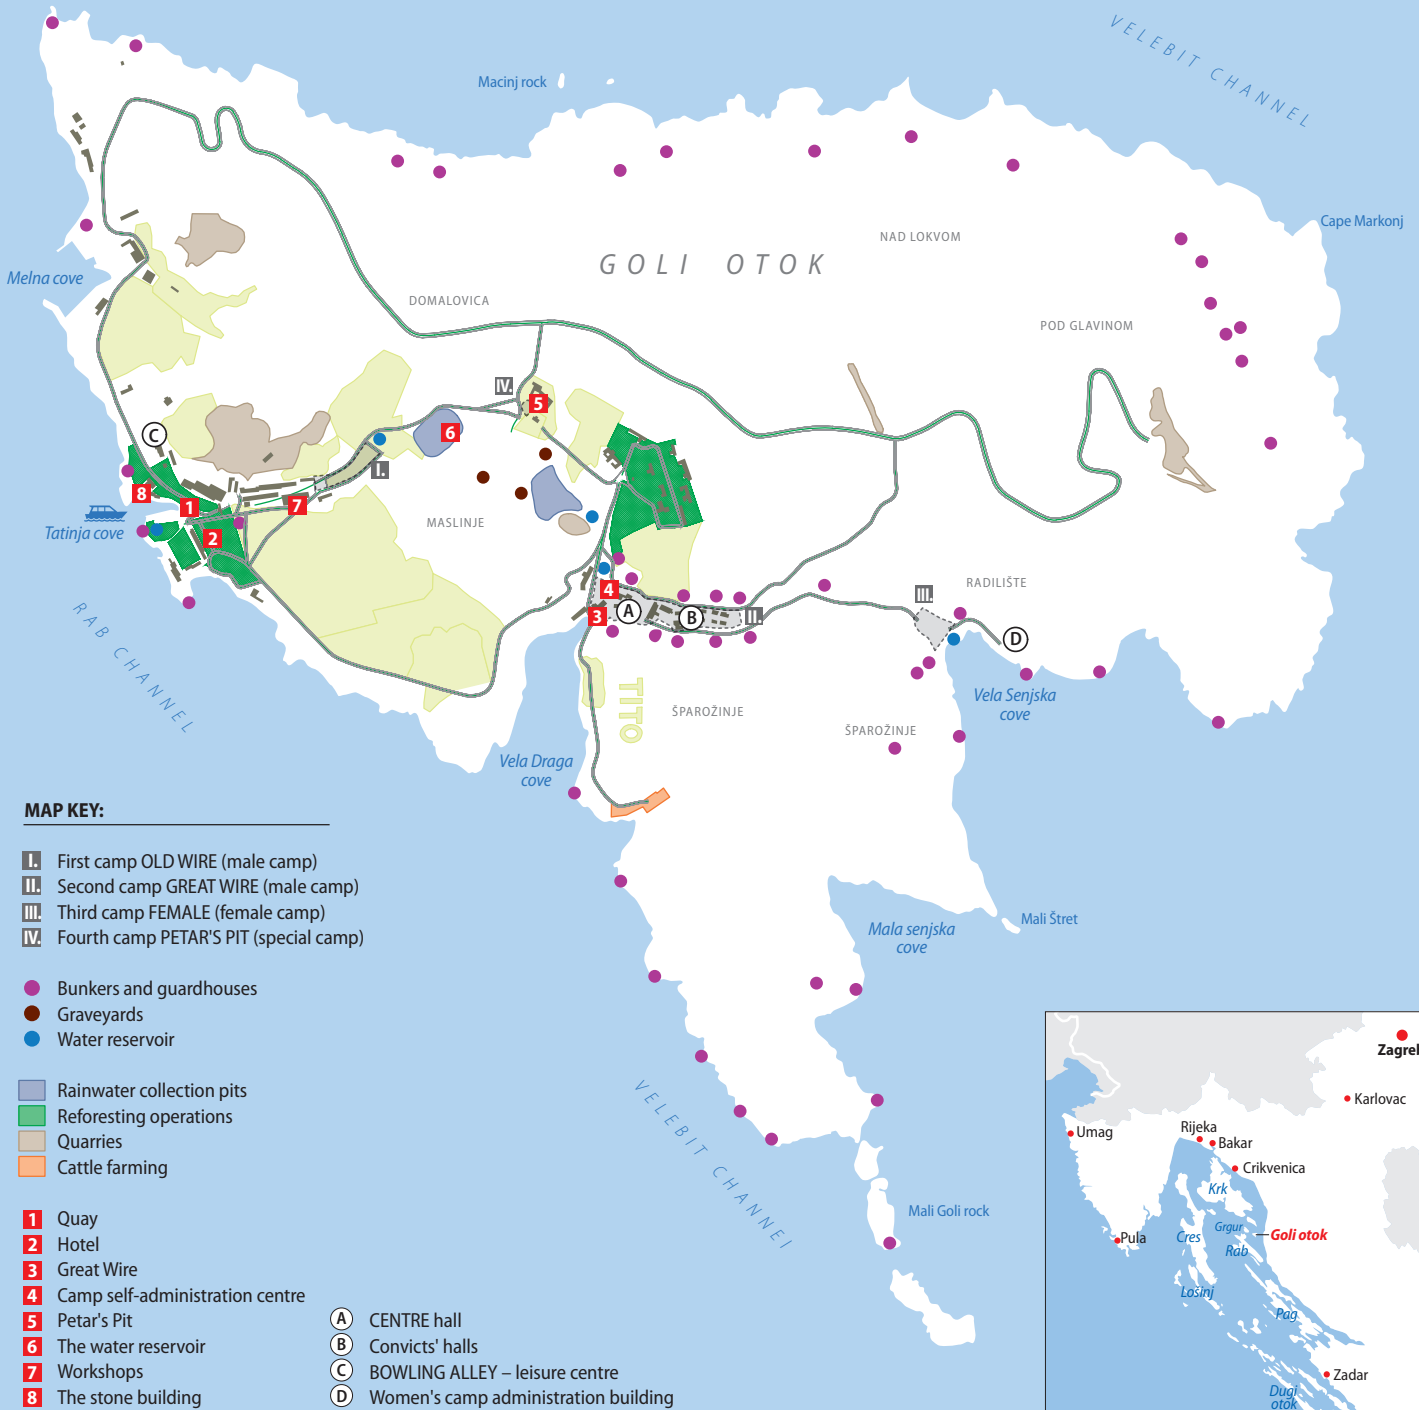 VELEBIT CHANNEL
Macinj rock
Cape Markonj
NAD LOKVOM
GOLI OTOK
Melna cove
DOMALOVICA
POD GLAVINOM
IV.
5
C
6
I.
8
1
7
MASLINJE
Tatinja cove
2
RADILIŠTE
4
III.
A
B
II.
3
D
RAB CHANNEL
TITO
Vela Senjska
cove
ŠPAROŽINJE
ŠPAROŽINJE
Vela Draga
cove
MAP KEY:
I. First camp OLD WIRE (male camp)
II. Second camp GREAT WIRE (male camp)
III. Third camp FEMALE (female camp)
IV. Fourth camp PETAR'S PIT (special camp)
Bunkers and guardhouses
Graveyards
Water reservoir
Rainwater collection pits
Reforesting operations
Quarries
Cattle farming
1 Quay
2 Hotel
3 Great Wire
4 Camp self-administration centre
5 Petar's Pit
6 The water reservoir
7 Workshops
8 The stone building
A CENTRE hall
B Convicts' halls
C BOWLING ALLEY – leisure centre
D Women's camp administration building
Mali Štret
Mala senjska
cove
VELEBIT CHANNEl
Mali Goli rock
Zagreb
Karlovac
Umag
Rijeka
Bakar
Crikvenica
Krk
Grgur
Goli otok
Pula
Cres
Rab
Lošinj
Pag
Zadar
Dugi
otok